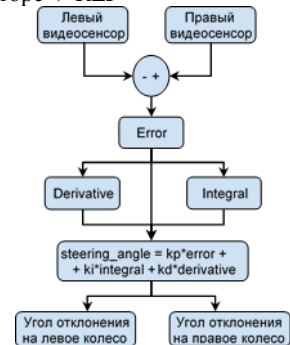 Левый
видеосенсор
Правый
видеосенсор
- +
Error
Derivative
Integral
steering_angle = kp*error +
+ ki*integral + kd*derivative
Угол отклонения
на левое колесо
Угол отклонения
на правое колесо